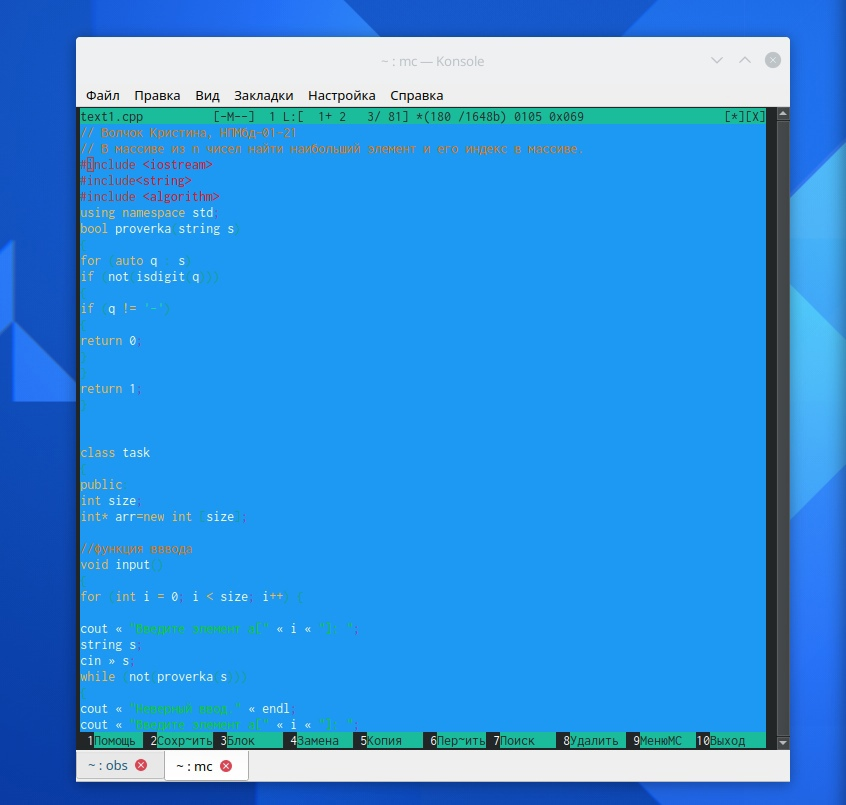 ~ : mc — Konsole
Файл Правка Вид Закладки Настройка Справка
text1.cpp [-M--] 1 L:[ 1+ 2 3/ 81] *(180 /1648b) 0105 0x069 [*][X]
// Волчок Кристина, НПМбд-01-21
// В массиве из n чисел найти наибольший элемент и его индекс в массиве.
#include <iostream>
#include<string>
#include <algorithm>
using namespace std;
bool proverka(string s)
for (auto q : s)
if (not(isdigit(q)))
if (q != '-')
return 0;
return 1;
class task
public
int size;
int* arr=new int [size];
//функция вввода
void input()
for (int i = 0; i < size; i++) {
cout « "Введите элемент a[" « i « "]: ";
string s;
cin » s;
while (not proverka(s)))
cout « "Неверный ввод." « endl;
cout « "Введите элемент a[" « i « "]: ";
1Помощь 2Сохр~ить 3Блок 4Замена 5Копия 6Пер~ить 7Поиск 8Удалить 9МенюMC 10Выход
~ : obs ~ : mc